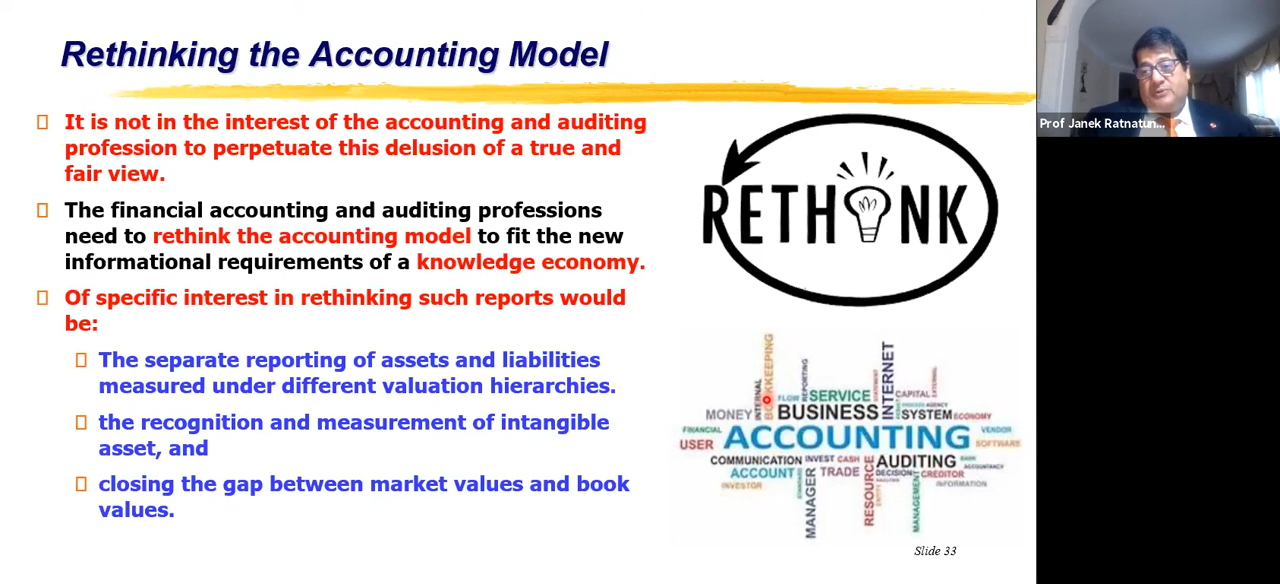 Rethinking the Accounting Model
It is not in the interest of the accounting and auditing
profession to perpetuate this delusion of a true and
fair view.
The financial accounting and auditing professions
need to rethink the accounting model to fit the new
informational requirements of a knowledge economy.
Of specific interest in rethinking such reports would
be:
The separate reporting of assets and liabilities
measured under different valuation hierarchies.
the recognition and measurement of intangible
asset, and
closing the gap between market values and book
values.
RETHINK
BOOKKEEPING
INTERNAL
REPORTING
INTERNET
EXTERNAL
FLOW
SERVICE
CAPITAL
MONEY
BUSINESS
AGENCY
SYSTEM
ECONOMY
FINANCIAL
VENDOR
USER
ACCOUNTING
SOFTWARE
COMMUNICATION
INVEST
CASH
AUDITING
BANK
ACCOUNTANCY
ACCOUNT
TRADE
DECISION
CREDITOR
INVESTOR
MANAGER
RESOURCE
ENTITY
MANAGEMENT
INFORMATION
Slide 33
Prof Janek Ratnatun...